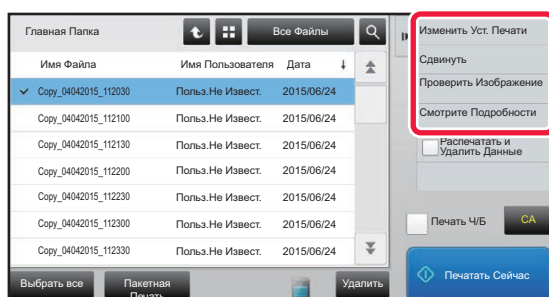 Главная Папка
Все Файлы
Имя Файла Имя Пользователя Дата
Copy_04042015_112030 Польз.Не Извест. 2015/06/24
Copy_04042015_112100 Польз.Не Извест. 2015/06/24
Copy_04042015_112130 Польз.Не Извест. 2015/06/24
Copy_04042015_112200 Польз.Не Извест. 2015/06/24
Copy_04042015_112230 Польз.Не Извест. 2015/06/24
Copy_04042015_112300 Польз.Не Извест. 2015/06/24
Copy_04042015_112330 Польз.Не Извест. 2015/06/24
Выбрать все
Пакетная
Печать
Удалить
Изменить Уст. Печати
Сдвинуть
Проверить Изображение
Смотрите Подробности
Распечатать и
Удалить Данные
Печать Ч/Б
CA
Печатать Сейчас